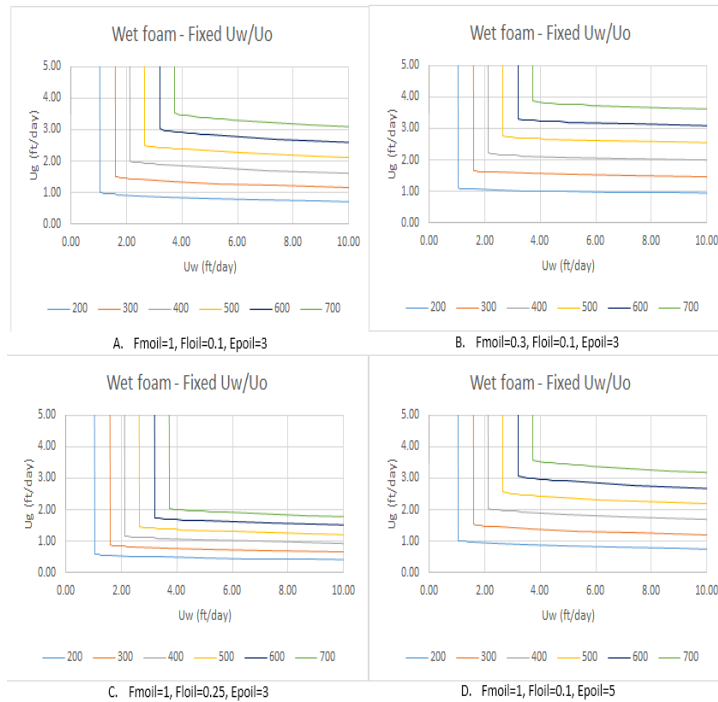 Wet foam - Fixed Uw/Uo
5.00
4.00
3.00
2.00
1.00
0.00
Ug (ft/day)
0.00 2.00 4.00 6.00 8.00 10.00
Uw (ft/day)
200 300 400 500 600 700
A. Fmoil=1, Floil=0.1, Epoil=3
Wet foam - Fixed Uw/Uo
5.00
4.00
3.00
2.00
1.00
0.00
Ug (ft/day)
0.00 2.00 4.00 6.00 8.00 10.00
Uw (ft/day)
200 300 400 500 600 700
B. Fmoil=0.3, Floil=0.1, Epoil=3
Wet foam - Fixed Uw/Uo
5.00
4.00
3.00
2.00
1.00
0.00
Ug (ft/day)
0.00 2.00 4.00 6.00 8.00 10.00
Uw (ft/day)
200 300 400 500 600 700
C. Fmoil=1, Floil=0.25, Epoil=3
Wet foam - Fixed Uw/Uo
5.00
4.00
3.00
2.00
1.00
0.00
Ug (ft/day)
0.00 2.00 4.00 6.00 8.00 10.00
Uw (ft/day)
200 300 400 500 600 700
D. Fmoil=1, Floil=0.1, Epoil=5